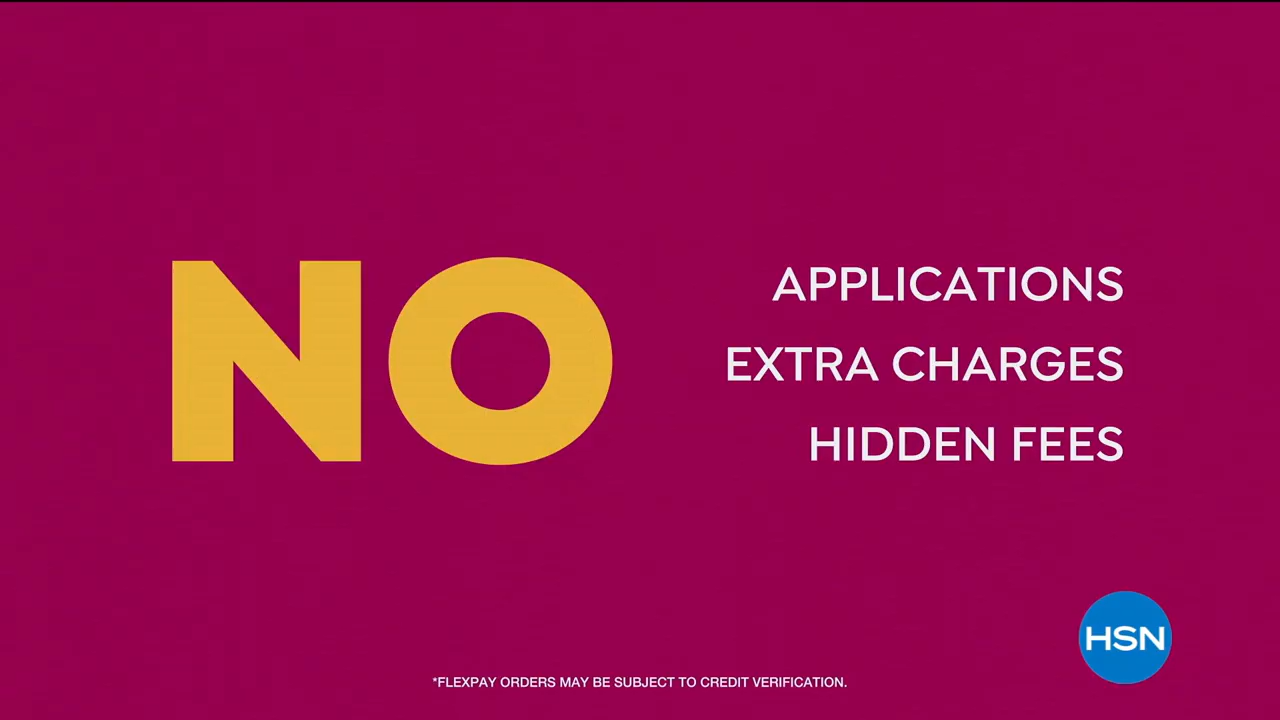 NO
APPLICATIONS
EXTRA CHARGES
HIDDEN FEES
HSN
*FLEXPAY ORDERS MAY BE SUBJECT TO CREDIT VERIFICATION.